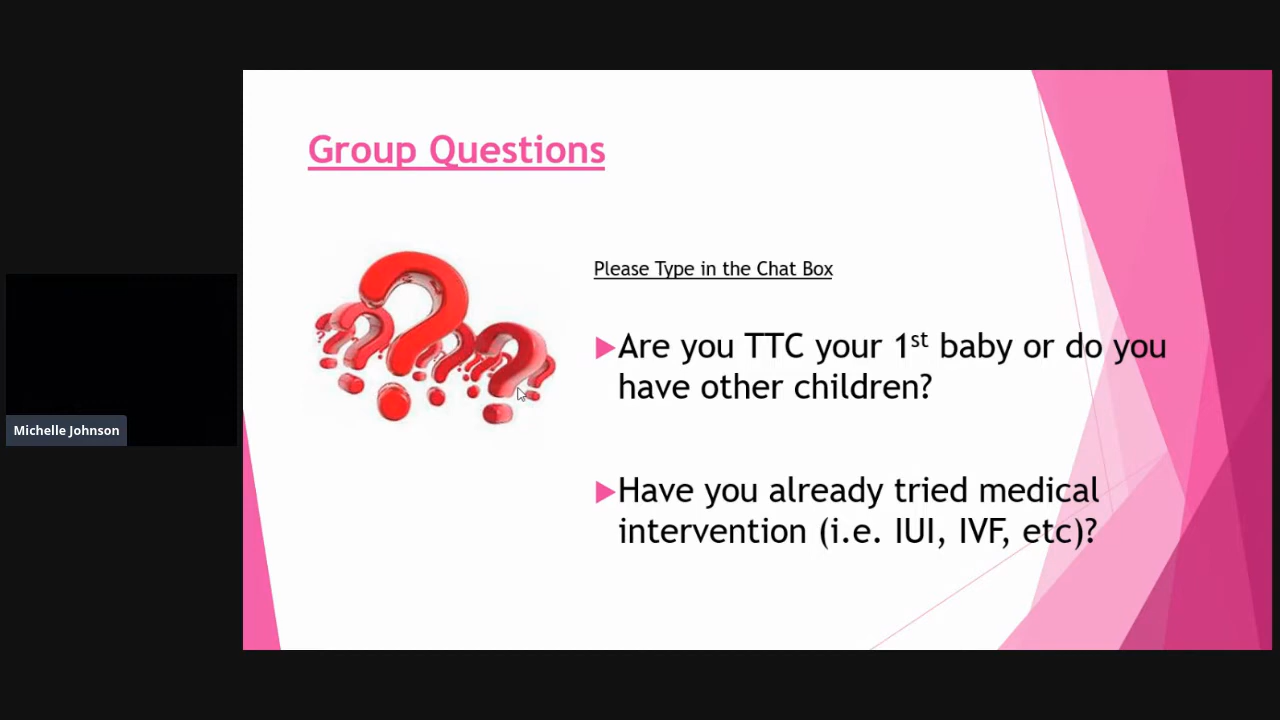 Group Questions
Please Type in the Chat Box
Are you TTC your 1st baby or do you
have other children?
Have you already tried medical
intervention (i.e. IUI, IVF, etc)?
Michelle Johnson